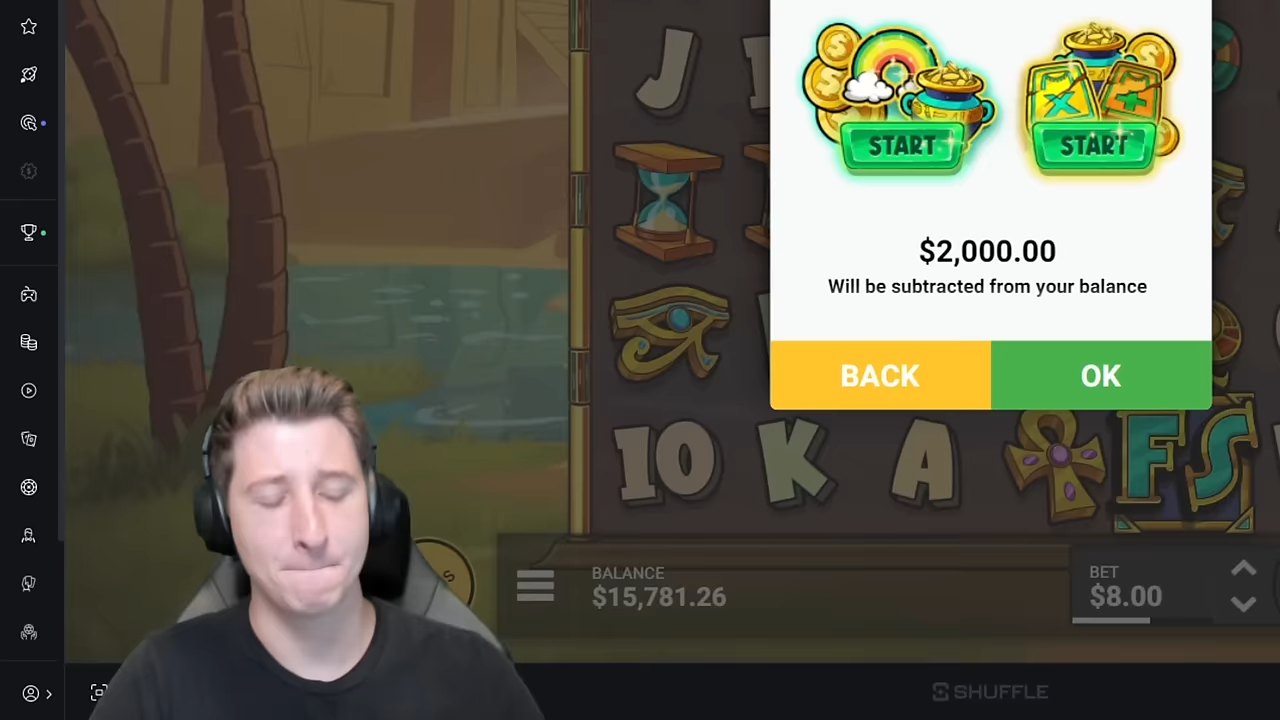 J
START
START
$2,000.00
Will be subtracted from your balance
BACK
OK
10 K A FS
BALANCE
$15,781.26
BET
$8.00
SHUFFLE